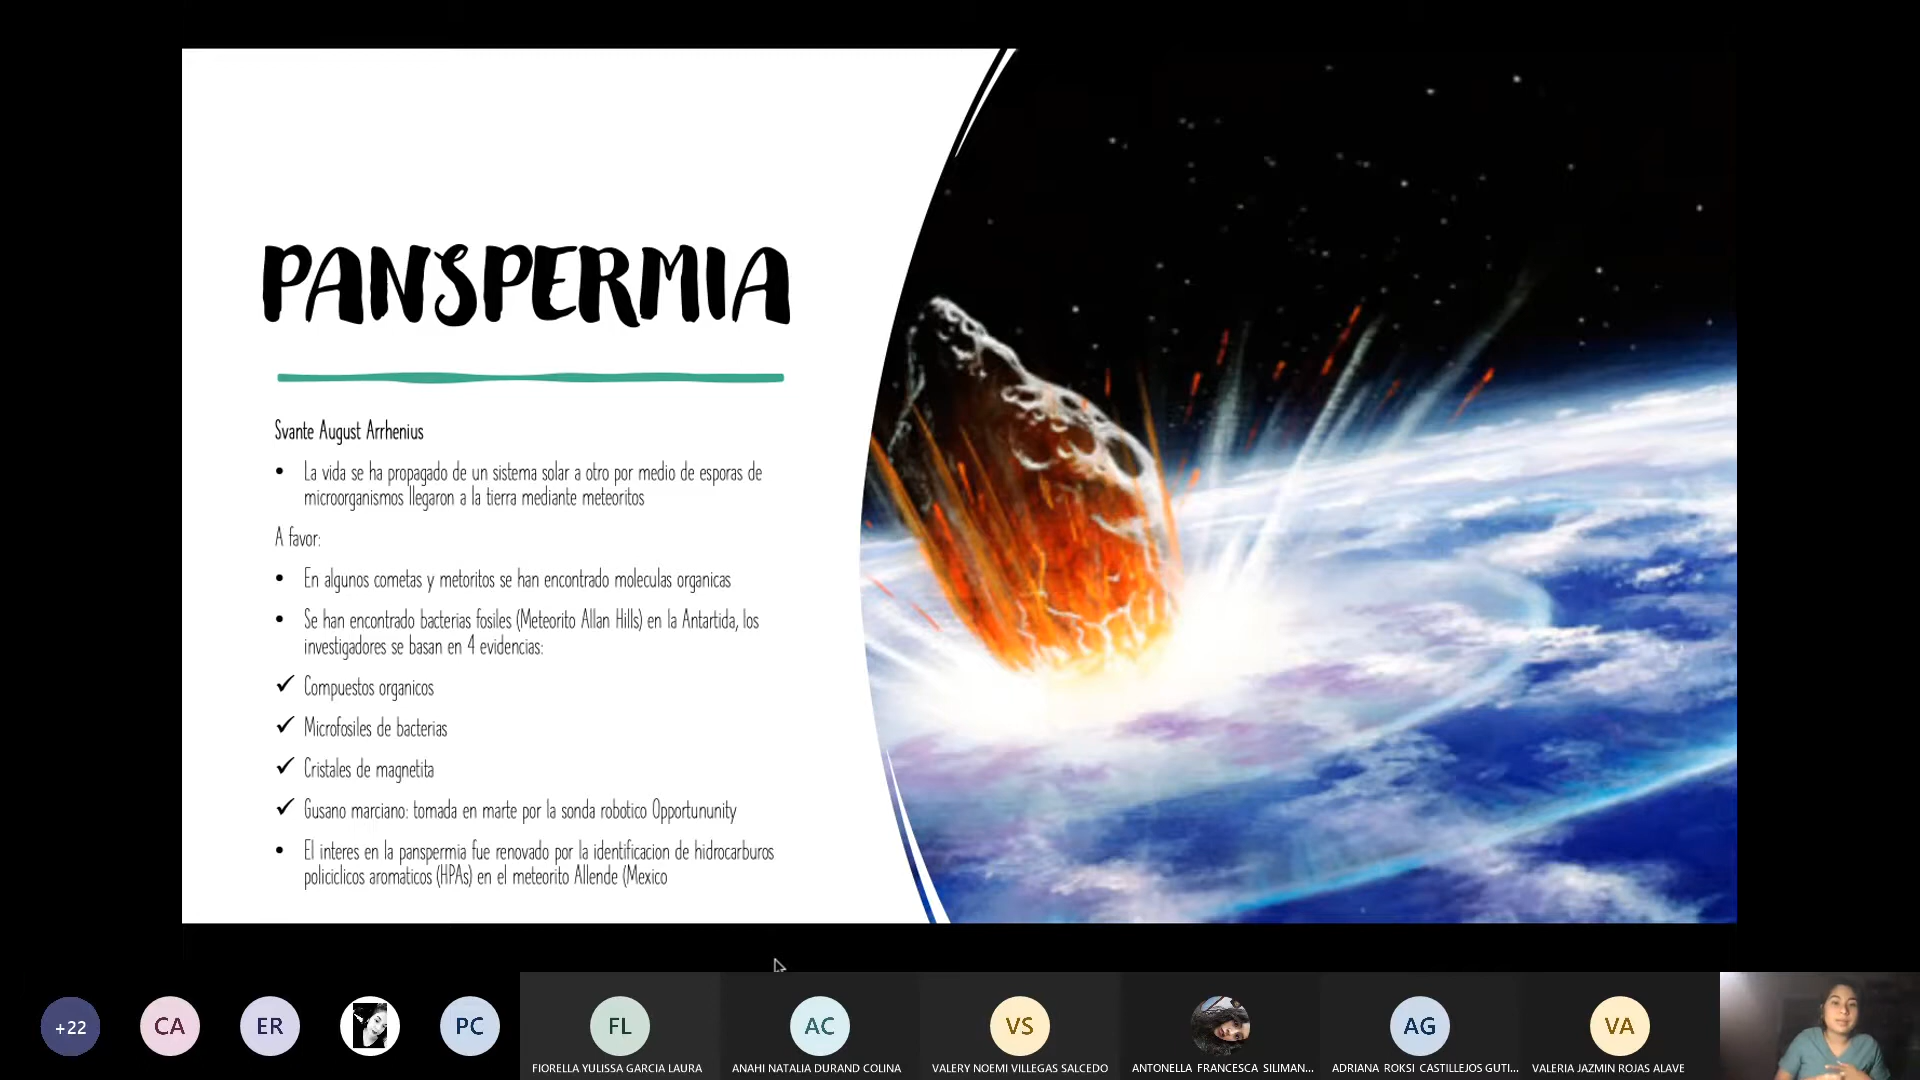 PANSPERMIA
Svante August Arrhenius
• La vida se ha propagado de un sistema solar a otro por medio de esporas de
microorganismos llegaron a la tierra mediante meteoritos
A favor:
• En algunos cometas y metoritos se han encontrado moleculas organicas
• Se han encontrado bacterias fosiles (Meteorito Allan Hills) en la Antartida, los
investigadores se basan en 4 evidencias:
✓ Compuestos organicos
✓ Microfosiles de bacterias
✓ Cristales de magnetita
✓ Gusano marciano: tomada en marte por la sonda robotico Opportununity
• El interes en la panspermia fue renovado por la identificacion de hidrocarburos
policiclicos aromaticos (HPAs) en el meteorito Allende (Mexico
+22
CA
ER
PC
FL
AC
VS
AG
VA
FIORELLA YULISSA GARCIA LAURA
ANAHI NATALIA DURAND COLINA
VALERY NOEMI VILLEGAS SALCEDO
ANTONELLA FRANCESCA SILIMAN...
ADRIANA ROKSI CASTILLEJOS GUTI...
VALERIA JAZMIN ROJAS ALAVE